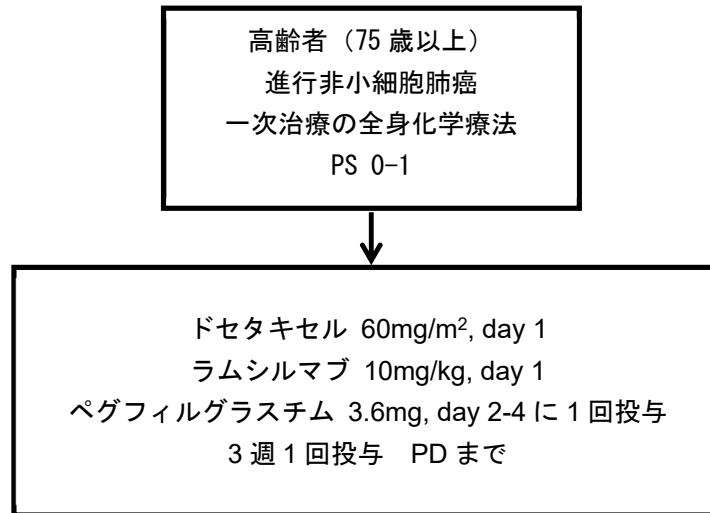 高齢者（75 歳以上）
進行非小細胞肺癌
一次治療の全身化学療法
PS 0-1
ドセタキセル 60mg/m², day 1
ラムシルマブ 10mg/kg, day 1
ペグフィルグラスチム 3.6mg, day 2-4 に 1 回投与
3 週 1 回投与　PD まで